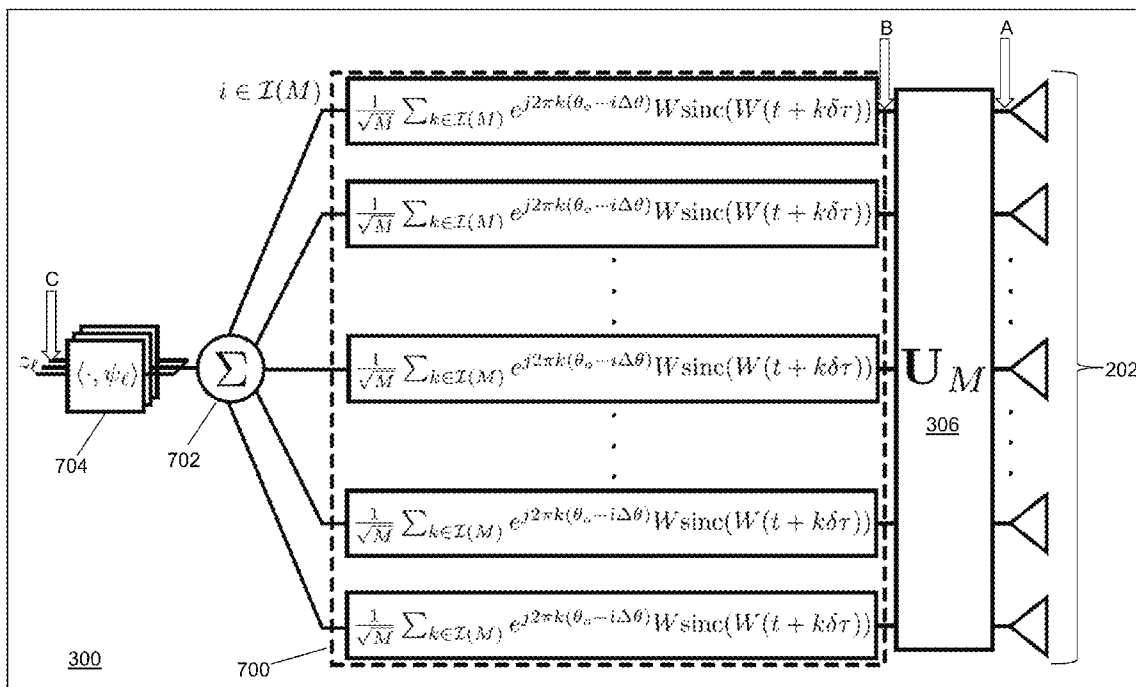 B
A
i ∈ 𝓘(M)
1/√M ∑_{k∈𝓘(M)} e^{j2πk(θ_o−iΔθ)} W sinc(W(t + kδτ))
1/√M ∑_{k∈𝓘(M)} e^{j2πk(θ_o−iΔθ)} W sinc(W(t + kδτ))
C
z_ℓ
⟨·, ψ_ℓ⟩
∑
1/√M ∑_{k∈𝓘(M)} e^{j2πk(θ_o−iΔθ)} W sinc(W(t + kδτ))
U_M
202
306
704
702
1/√M ∑_{k∈𝓘(M)} e^{j2πk(θ_o−iΔθ)} W sinc(W(t + kδτ))
1/√M ∑_{k∈𝓘(M)} e^{j2πk(θ_o−iΔθ)} W sinc(W(t + kδτ))
300
700